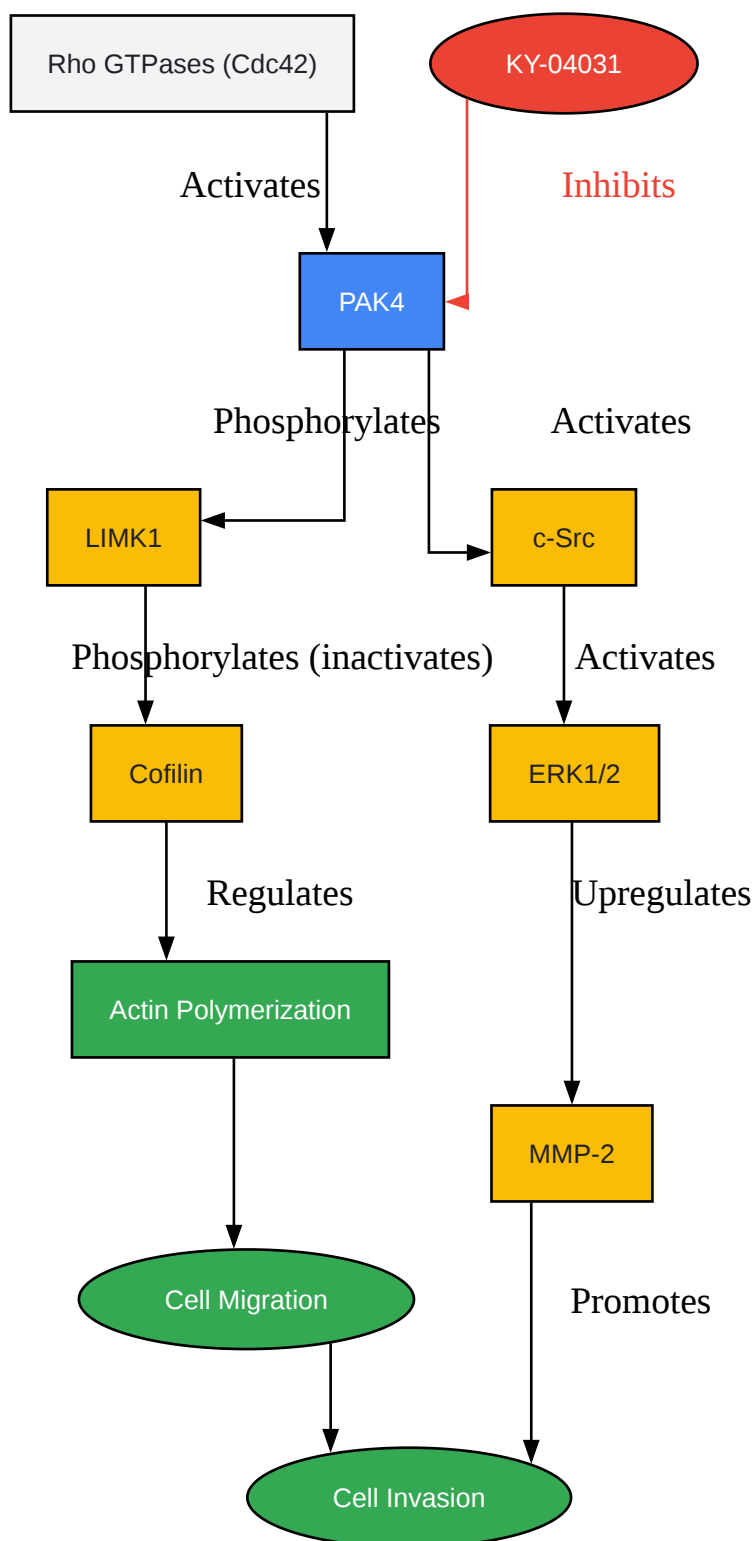 Rho GTPases (Cdc42)
KY-04031
Activates
Inhibits
PAK4
Phosphorylates
Activates
LIMK1
c-Src
Phosphorylates (inactivates)
Activates
Cofilin
ERK1/2
Regulates
Upregulates
Actin Polymerization
MMP-2
Cell Migration
Promotes
Cell Invasion